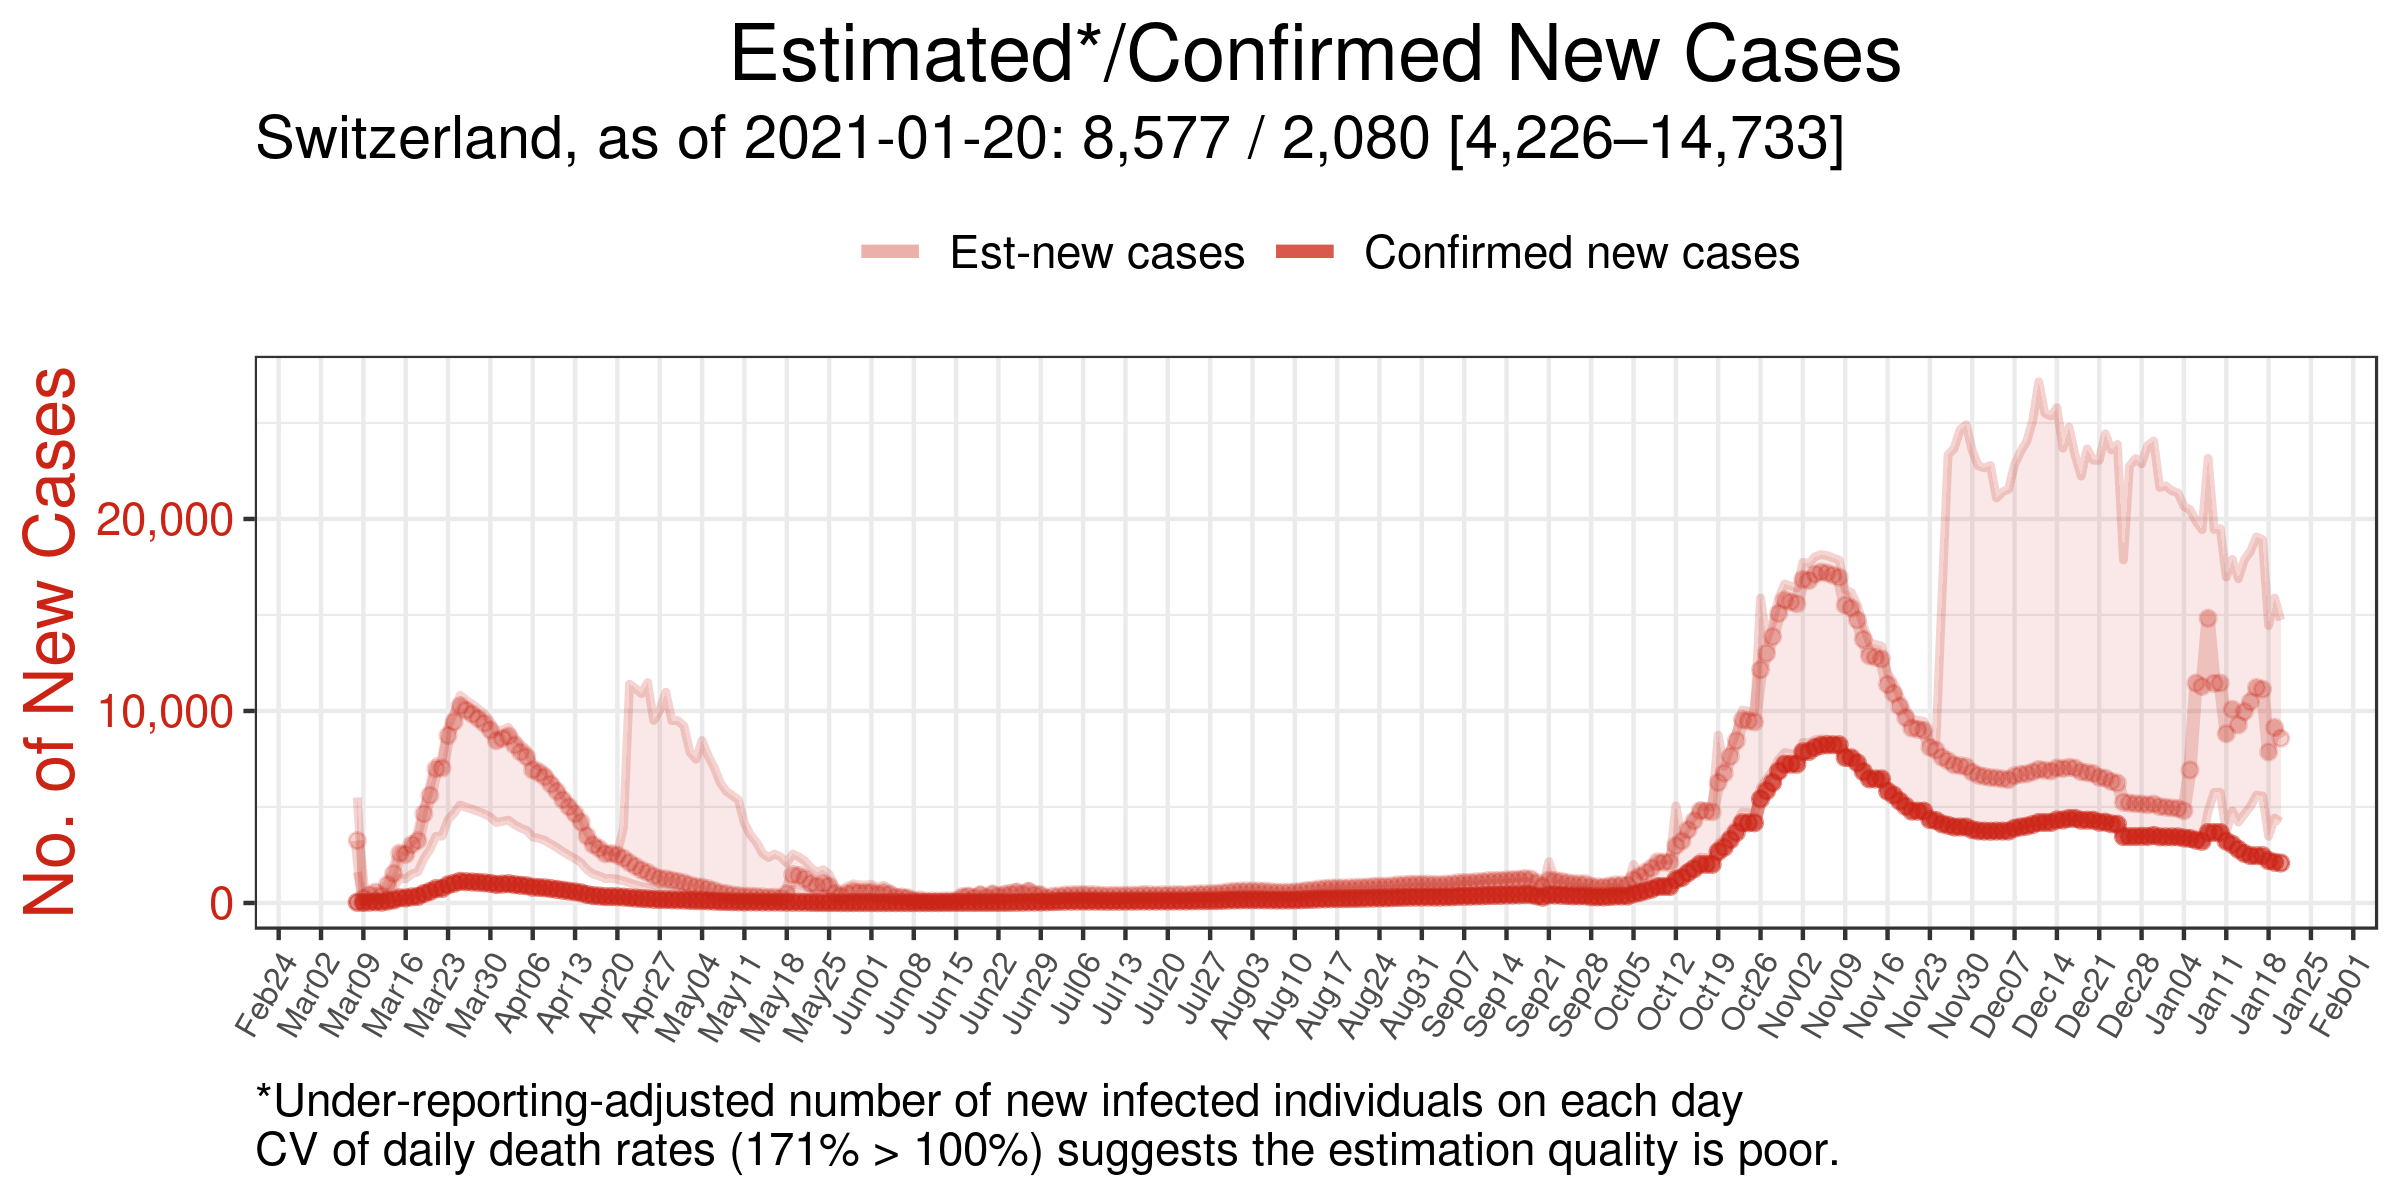 Estimated*/Confirmed New Cases
Switzerland, as of 2021-01-20: 8,577 / 2,080 [4,226–14,733]
Est-new cases Confirmed new cases
No. of New Cases
20,000
10,000
0
Feb24 Mar02 Mar09 Mar16 Mar23 Mar30 Apr06 Apr13 Apr20 Apr27 May04 May11 May18 May25 Jun01 Jun08 Jun15 Jun22 Jun29 Jul06 Jul13 Jul20 Jul27 Aug03 Aug10 Aug17 Aug24 Aug31 Sep07 Sep14 Sep21 Sep28 Oct05 Oct12 Oct19 Oct26 Nov02 Nov09 Nov16 Nov23 Nov30 Dec07 Dec14 Dec21 Dec28 Jan04 Jan11 Jan18 Jan25 Feb01
*Under-reporting-adjusted number of new infected individuals on each day
CV of daily death rates (171% > 100%) suggests the estimation quality is poor.